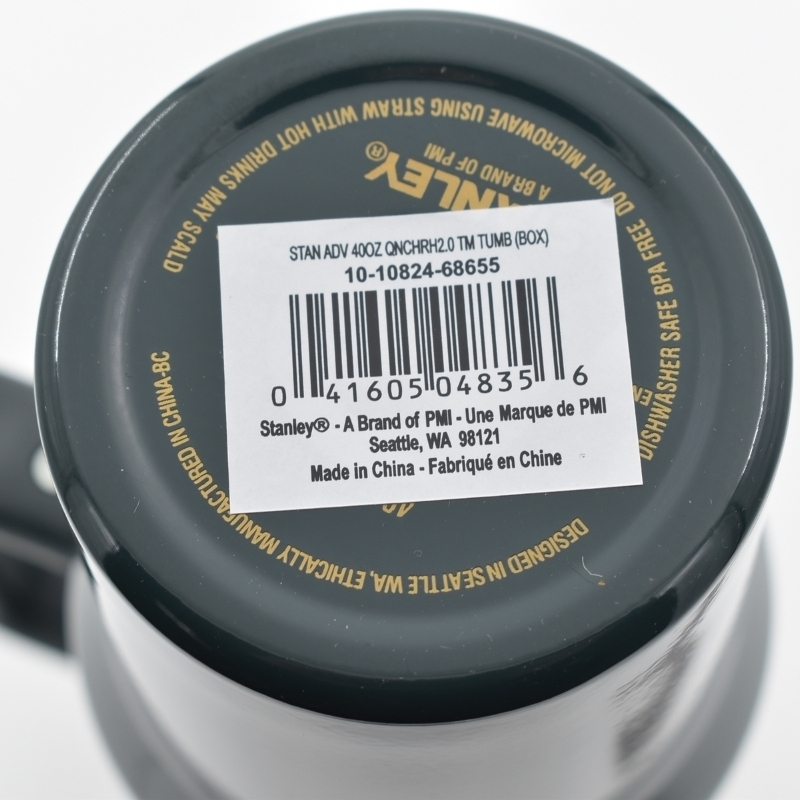 STAN ADV 40OZ QNCHRH2.0 TM TUMB (BOX)
10-10824-68655
0 41605 04835 6
Stanley® - A Brand of PMI - Une Marque de PMI
Seattle, WA 98121
Made in China - Fabriqué en Chine
ANLEY®
A BRAND OF PMI
DISHWASHER SAFE BPA FREE DO NOT MICROWAVE USING STRAW WITH HOT DRINKS MAY SCALD
DESIGNED IN SEATTLE WA, ETHICALLY MANUFACTURED IN CHINA-BC